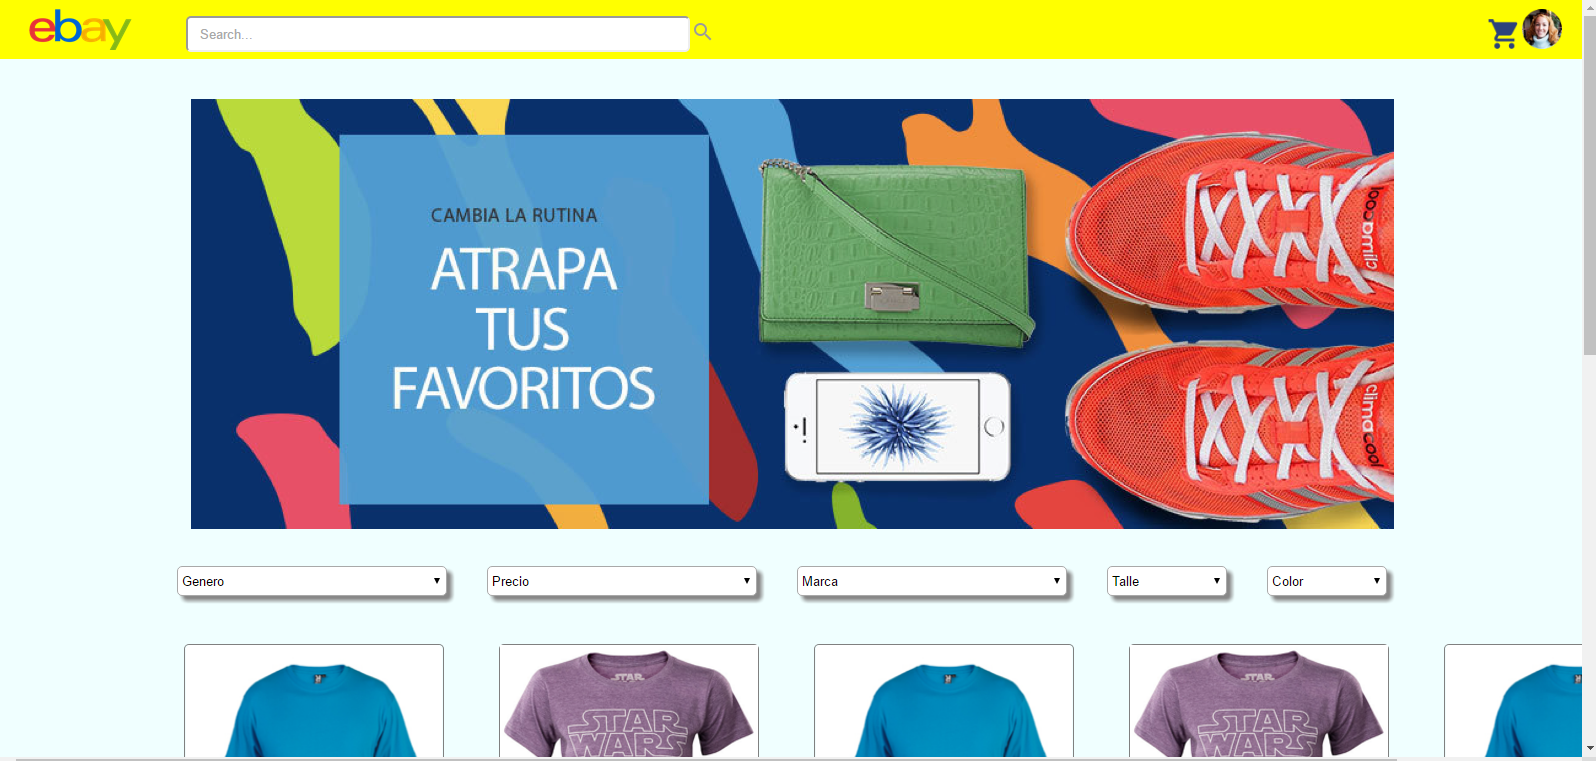 ebay
Search...
CAMBIA LA RUTINA
ATRAPA
TUS
FAVORITOS
climacool
climacool
Genero
Precio
Marca
Talle
Color
STAR
WARS
STAR
WARS